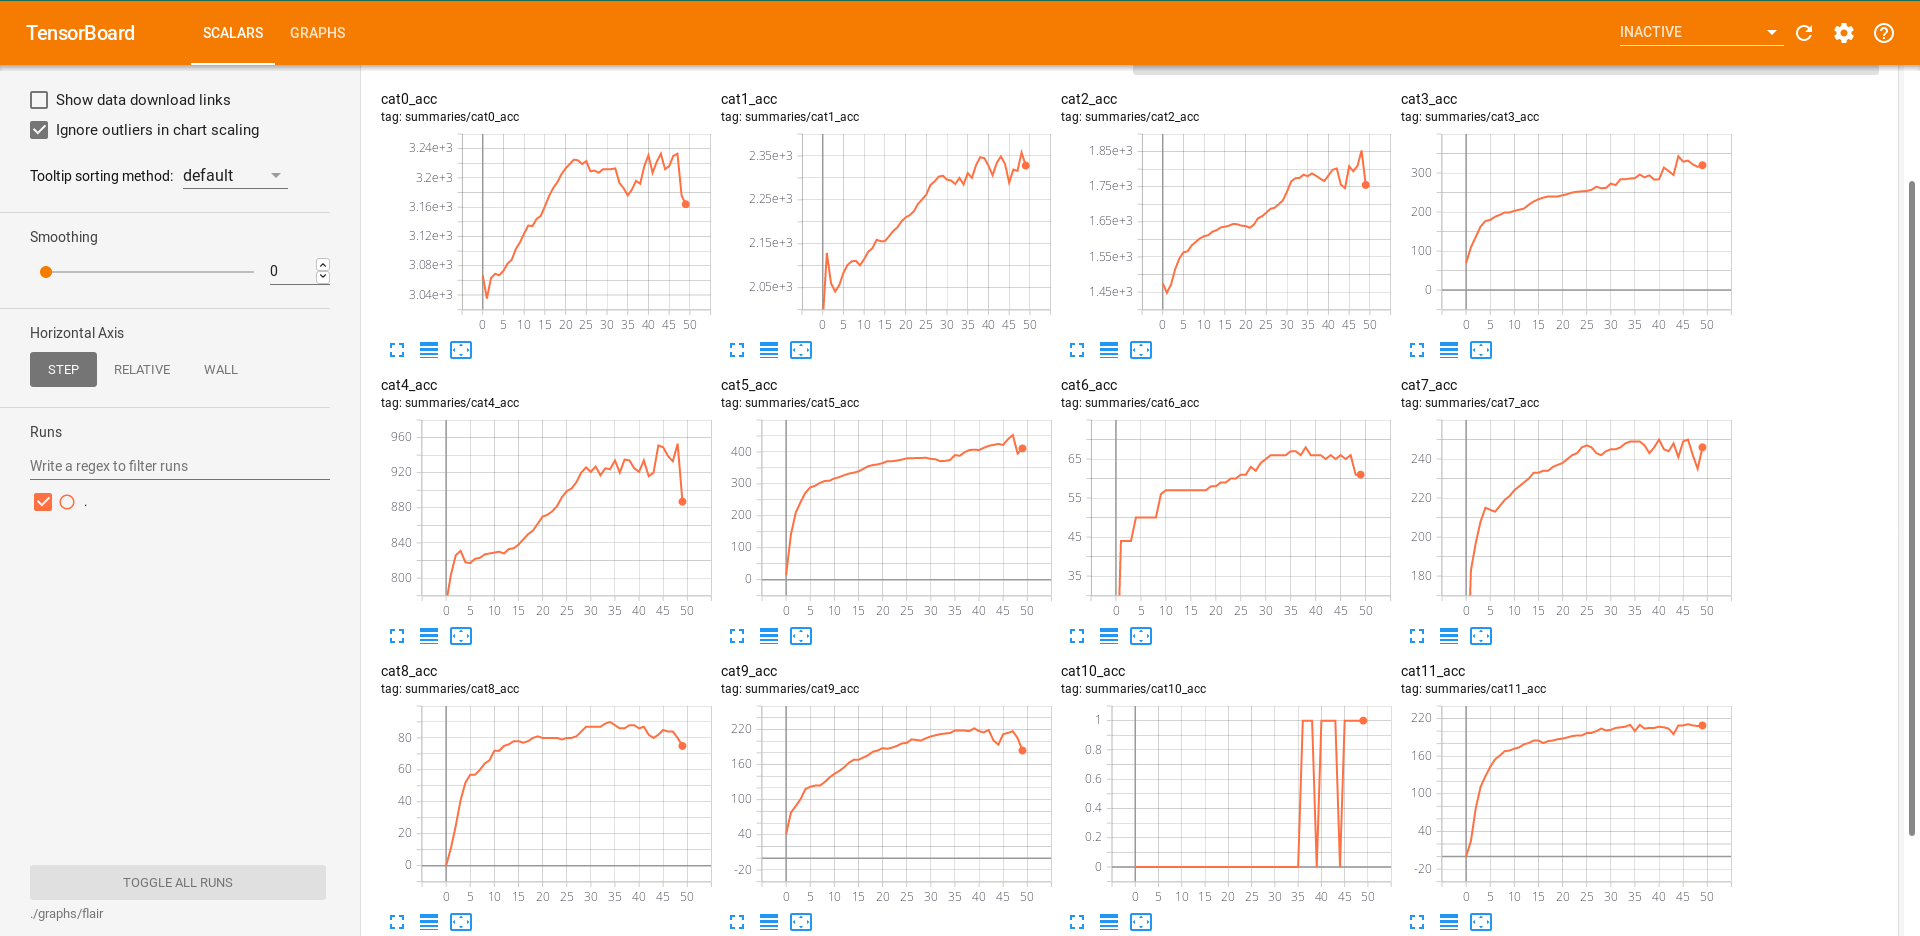 TensorBoard SCALARS GRAPHS INACTIVE
Show data download links
Ignore outliers in chart scaling
Tooltip sorting method: default
Smoothing
0
Horizontal Axis
STEP RELATIVE WALL
Runs
Write a regex to filter runs
.
TOGGLE ALL RUNS
./graphs/flair
cat0_acc
tag: summaries/cat0_acc
3.24e+3
3.2e+3
3.16e+3
3.12e+3
3.08e+3
3.04e+3
0 5 10 15 20 25 30 35 40 45 50
cat1_acc
tag: summaries/cat1_acc
2.35e+3
2.25e+3
2.15e+3
2.05e+3
0 5 10 15 20 25 30 35 40 45 50
cat2_acc
tag: summaries/cat2_acc
1.85e+3
1.75e+3
1.65e+3
1.55e+3
1.45e+3
0 5 10 15 20 25 30 35 40 45 50
cat3_acc
tag: summaries/cat3_acc
300
200
100
0
0 5 10 15 20 25 30 35 40 45 50
cat4_acc
tag: summaries/cat4_acc
960
920
880
840
800
0 5 10 15 20 25 30 35 40 45 50
cat5_acc
tag: summaries/cat5_acc
400
300
200
100
0
0 5 10 15 20 25 30 35 40 45 50
cat6_acc
tag: summaries/cat6_acc
65
55
45
35
0 5 10 15 20 25 30 35 40 45 50
cat7_acc
tag: summaries/cat7_acc
240
220
200
180
0 5 10 15 20 25 30 35 40 45 50
cat8_acc
tag: summaries/cat8_acc
80
60
40
20
0
0 5 10 15 20 25 30 35 40 45 50
cat9_acc
tag: summaries/cat9_acc
220
160
100
40
-20
0 5 10 15 20 25 30 35 40 45 50
cat10_acc
tag: summaries/cat10_acc
1
0.8
0.6
0.4
0.2
0
0 5 10 15 20 25 30 35 40 45 50
cat11_acc
tag: summaries/cat11_acc
220
160
100
40
-20
0 5 10 15 20 25 30 35 40 45 50